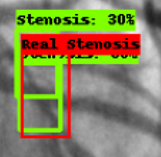 Stenosis: 30%
Real Stenosis